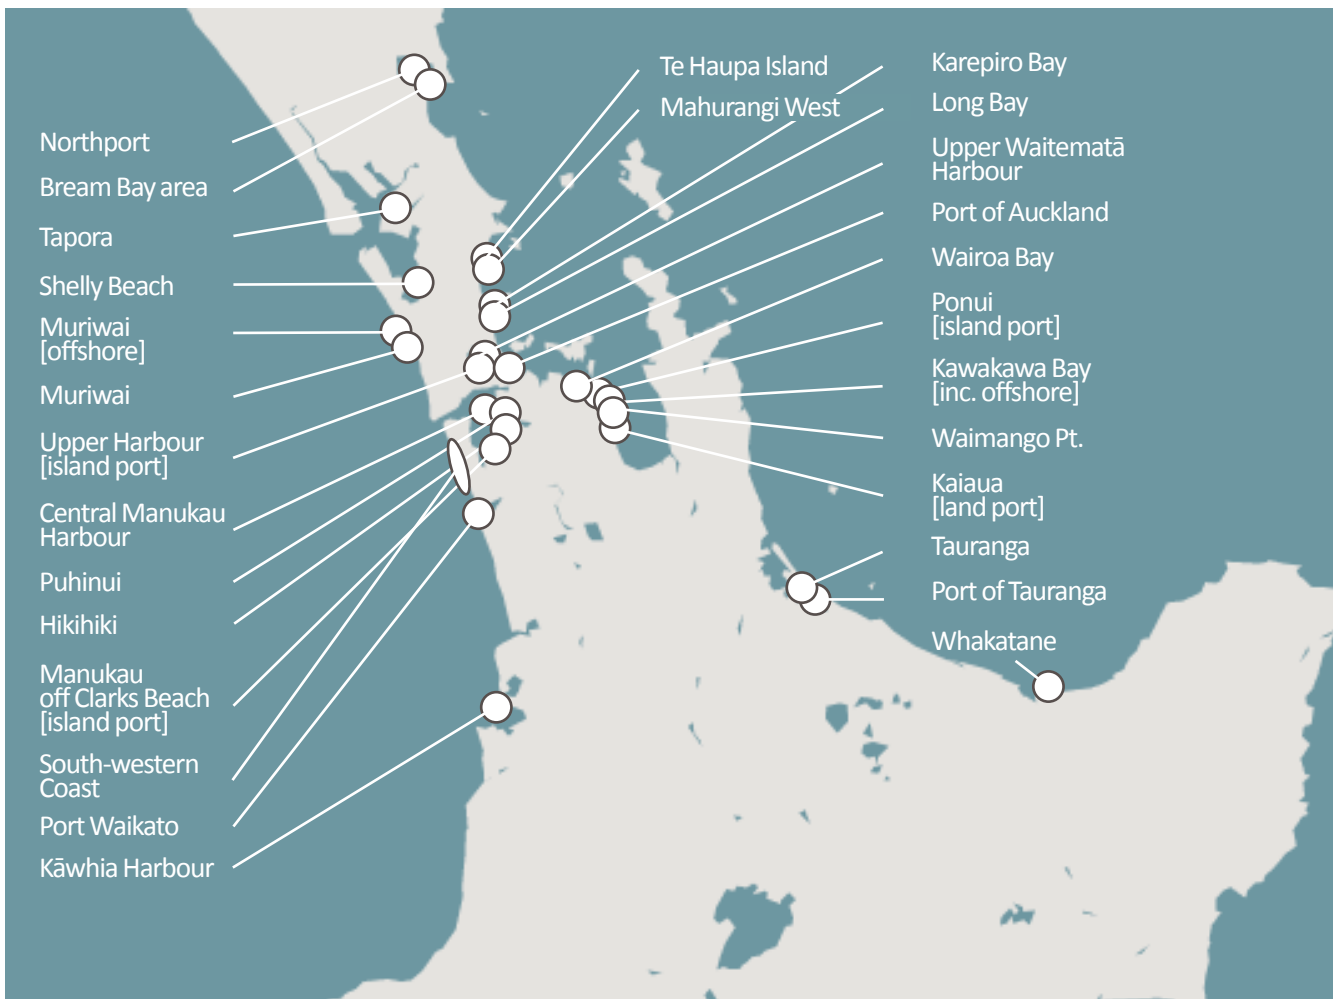 Northport
Bream Bay area
Tapora
Shelly Beach
Muriwai
[offshore]
Muriwai
Upper Harbour
[island port]
Central Manukau
Harbour
Puhinui
Hikihiki
Manukau
off Clarks Beach
[island port]
South-western
Coast
Port Waikato
Kāwhia Harbour
Te Haupa Island
Mahurangi West
Karepiro Bay
Long Bay
Upper Waitematā
Harbour
Port of Auckland
Wairoa Bay
Ponui
[island port]
Kawakawa Bay
[inc. offshore]
Waimango Pt.
Kaiaua
[land port]
Tauranga
Port of Tauranga
Whakatane